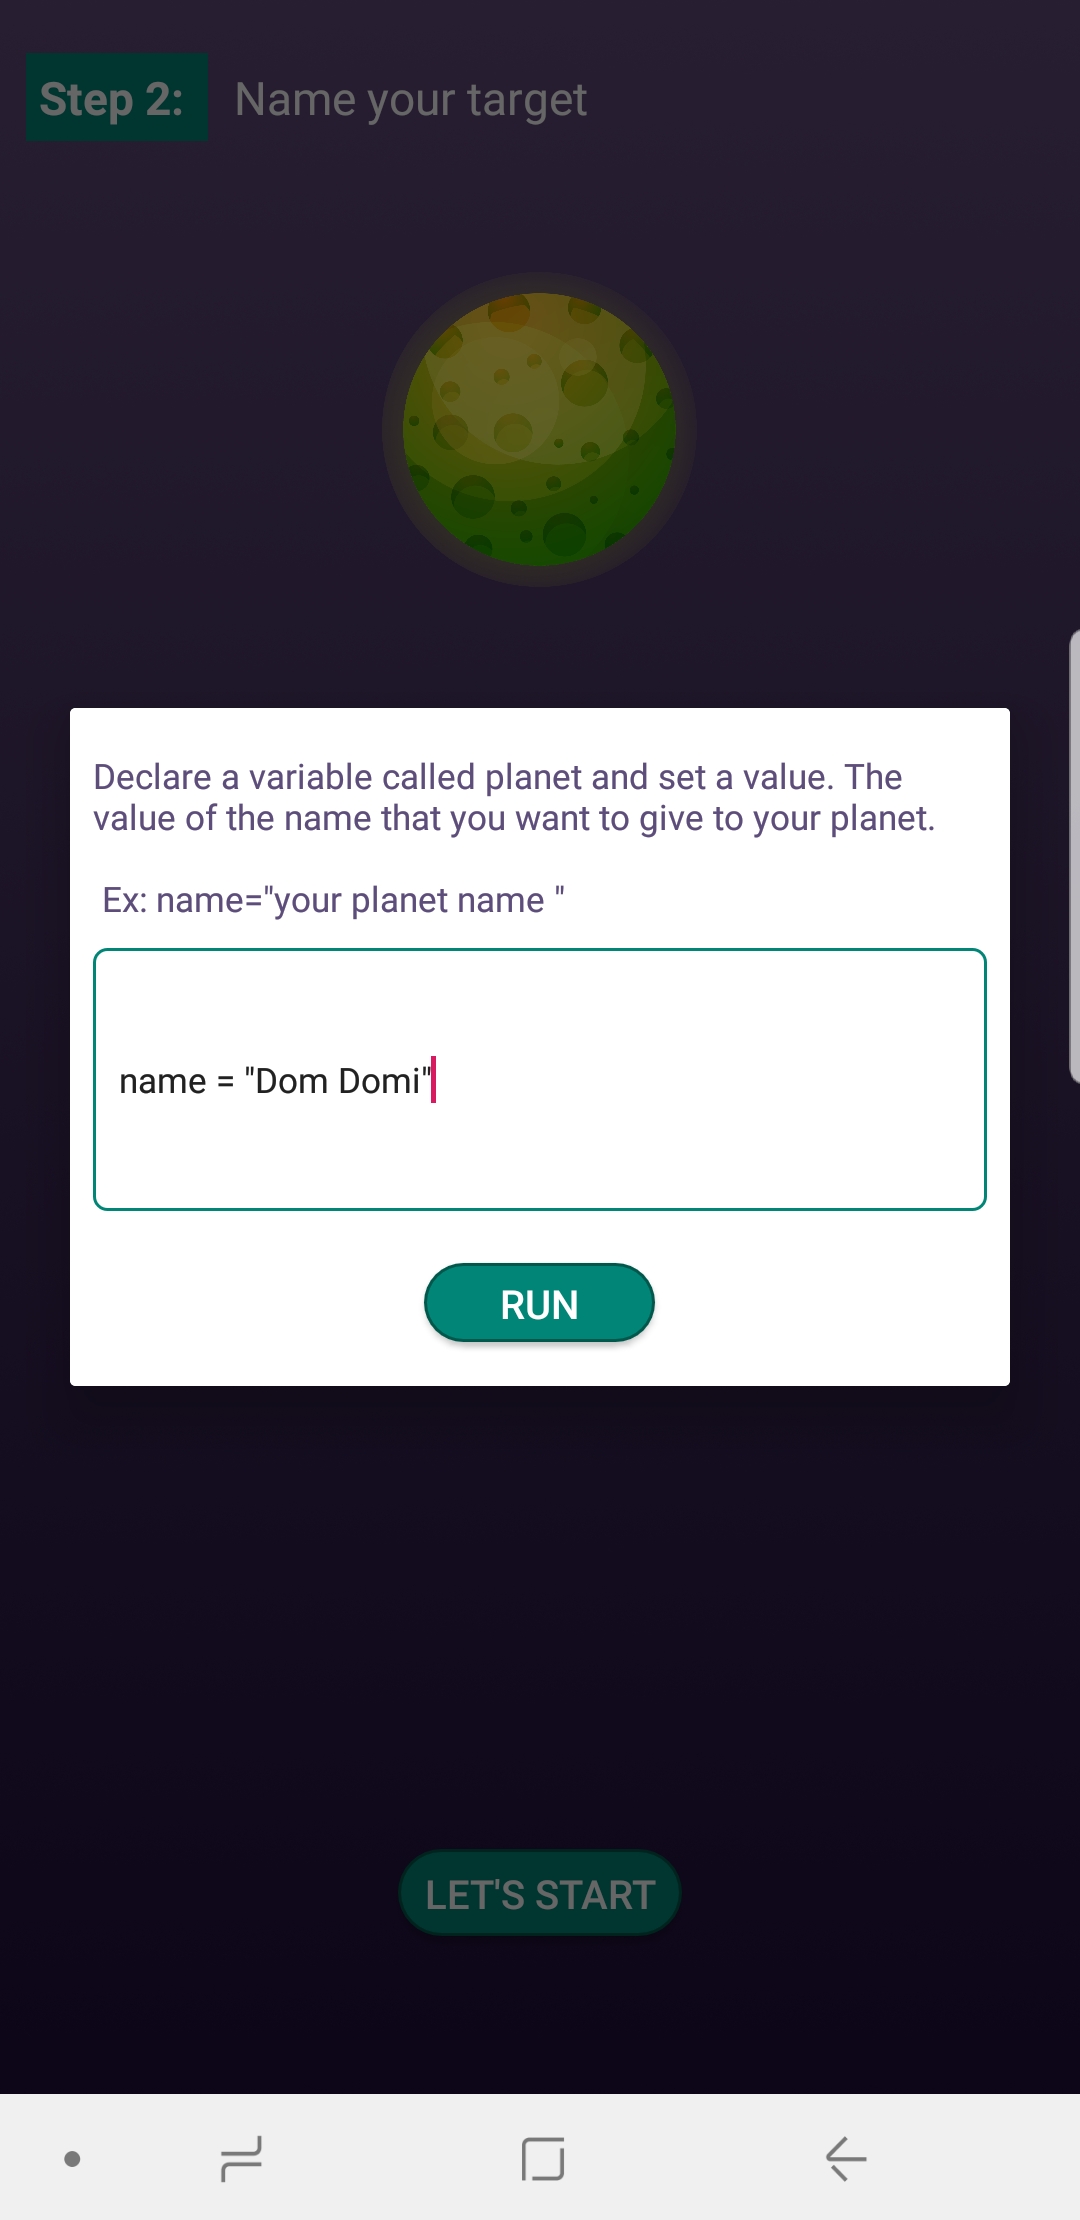 Step 2: Name your target
Declare a variable called planet and set a value. The
value of the name that you want to give to your planet.
Ex: name="your planet name "
name = "Dom Domi"
RUN
LET'S START